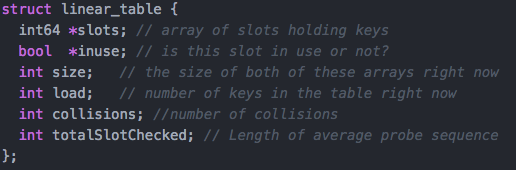 struct linear_table {
  int64 *slots; // array of slots holding keys
  bool  *inuse; // is this slot in use or not?
  int size;   // the size of both of these arrays right now
  int load;   // number of keys in the table right now
  int collisions; //number of collisions
  int totalSlotChecked; // Length of average probe sequence
};